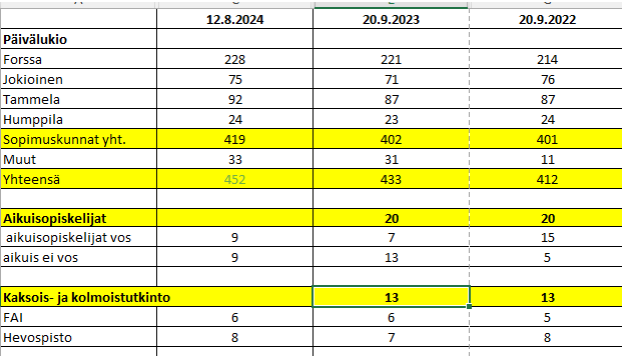 12.8.2024 20.9.2023 20.9.2022
Päivälukio
Forssa 228 221 214
Jokioinen 75 71 76
Tammela 92 87 87
Humppila 24 23 24
Sopimuskunnat yht. 419 402 401
Muut 33 31 11
Yhteensä 452 433 412
Aikuisopiskelijat 20 20
aikuisopiskelijat vos 9 7 15
aikuis ei vos 9 13 5
Kaksois- ja kolmoistutkinto 13 13
FAI 6 6 5
Hevospisto 8 7 8